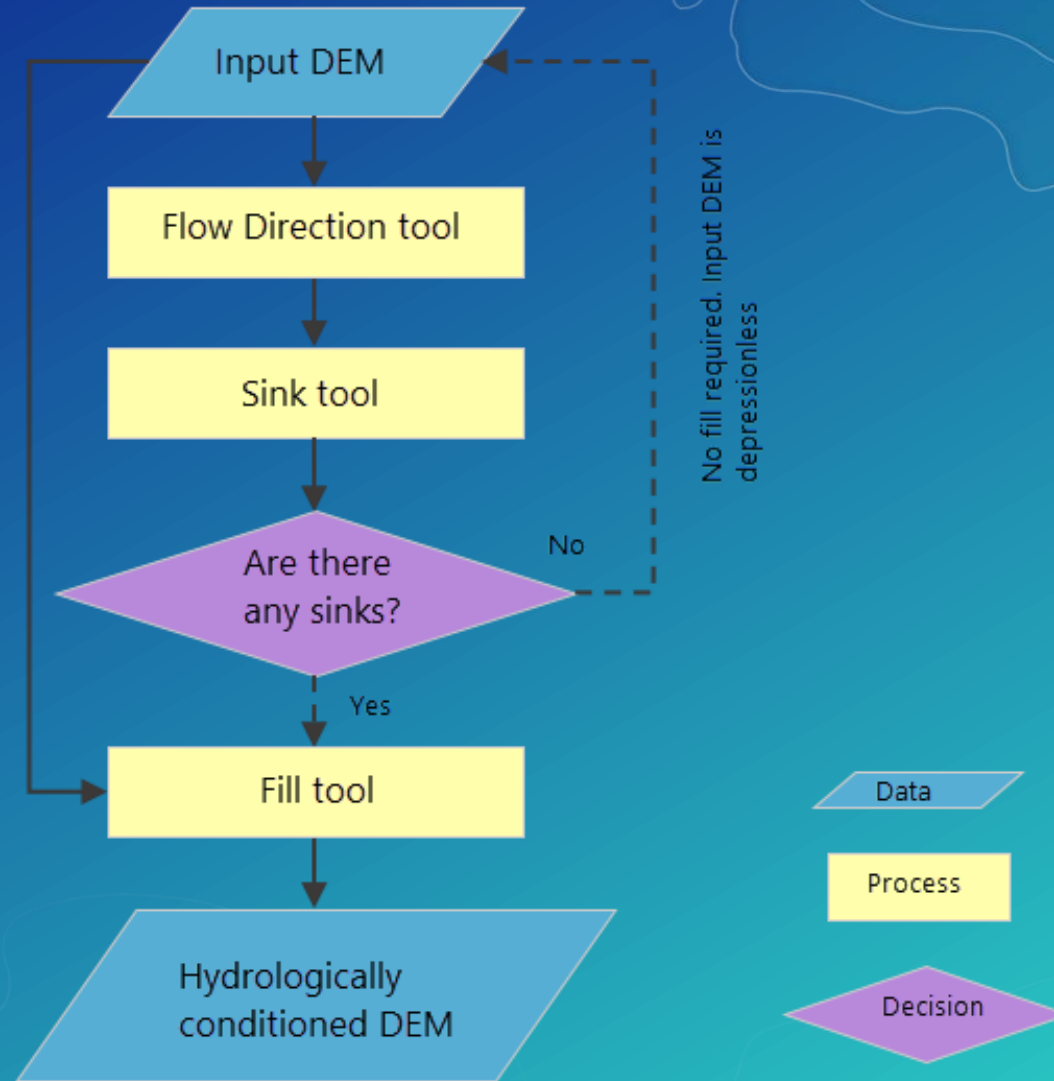 Input DEM
Flow Direction tool
Sink tool
Are there
any sinks?
No
No fill required. Input DEM is
depressionless
Yes
Fill tool
Hydrologically
conditioned DEM
Data
Process
Decision